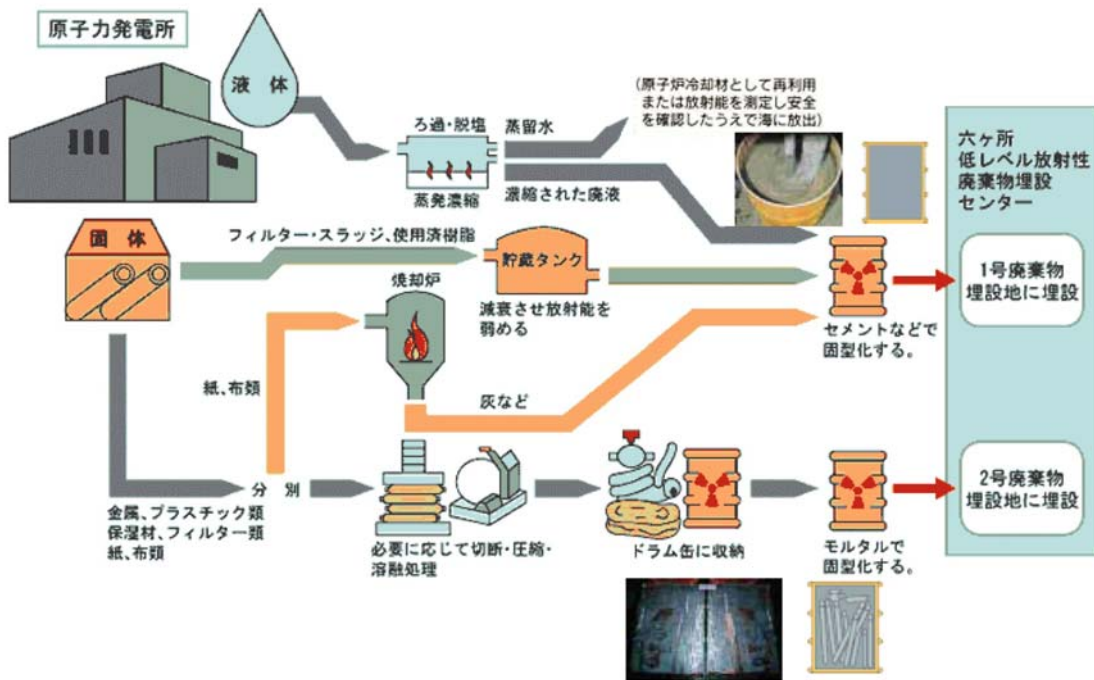 原子力発電所
液 体
ろ過・脱塩
蒸発濃縮
蒸留水
濃縮された廃液
(原子炉冷却材として再利用
または放射能を測定し安全
を確認したうえで海に放出)
六ヶ所
低レベル放射性
廃棄物埋設
センター
固 体
フィルター・スラッジ、使用済樹脂
貯蔵タンク
減衰させ放射能を
弱める
焼却炉
セメントなどで
固型化する。
1号廃棄物
埋設地に埋設
紙、布類
灰など
分 別
金属、プラスチック類
保湿材、フィルター類
紙、布類
必要に応じて切断・圧縮・
溶融処理
ドラム缶に収納
モルタルで
固型化する。
2号廃棄物
埋設地に埋設